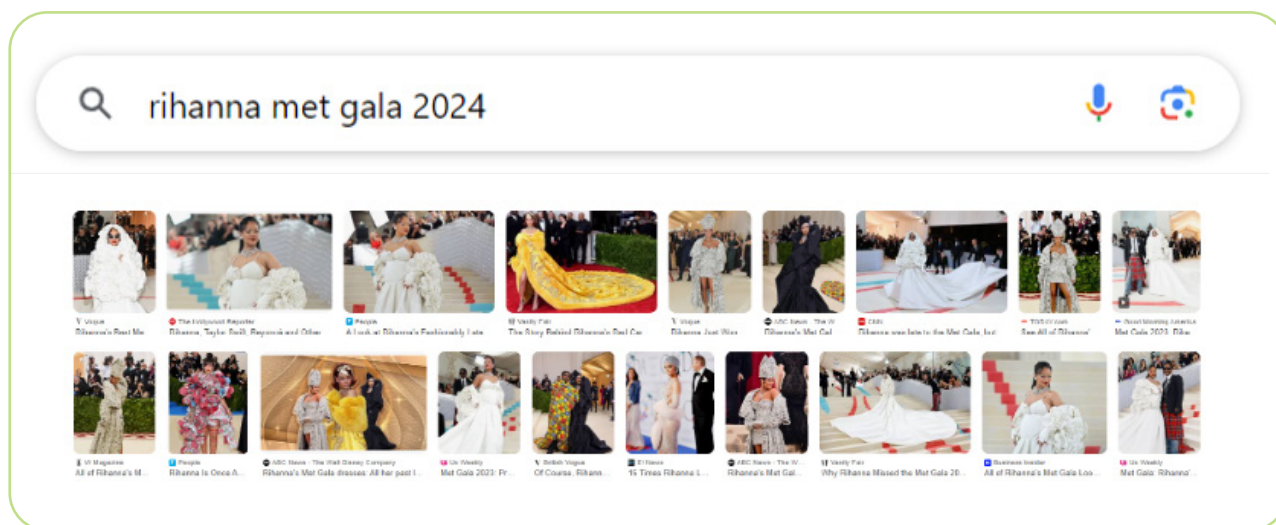 rihanna met gala 2024
Vogue The Hollywood Reporter People Vanity Fair Vogue ABC News - The W CNN TODAY.com Good Morning America
Rihanna's Best Me Rihanna, Taylor Swift, Beyoncé and Other A Look at Rihanna's Fashionably Late The Story Behind Rihanna's Red Car Rihanna Just Won Rihanna's Met Gal Rihanna was late to the Met Gala, but See All of Rihanna' Met Gala 2023: Riha
V Magazine People ABC News - The Walt Disney Company Us Weekly British Vogue E! News ABC News - The W... Vanity Fair Business Insider Us Weekly
All of Rihanna's M... Rihanna Is Once A... Rihanna's Met Gala dresses: All her past l... Met Gala 2023: Pr... Of Course, Rihann... 15 Times Rihanna L... Rihanna's Met Gal... Why Rihanna Missed the Met Gala 20... All of Rihanna's Met Gala Loo... Met Gala: Rihanna'...